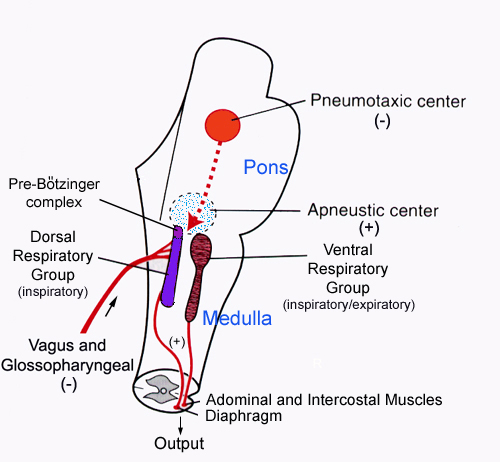 Pneumotaxic center
(-)
Pons
Pre-Bötzinger
complex
Apneustic center
(+)
Dorsal
Respiratory
Group
(inspiratory)
Ventral
Respiratory
Group
(inspiratory/expiratory)
Medulla
(+)
Vagus and
Glossopharyngeal
(-)
Adominal and Intercostal Muscles
Diaphragm
Output